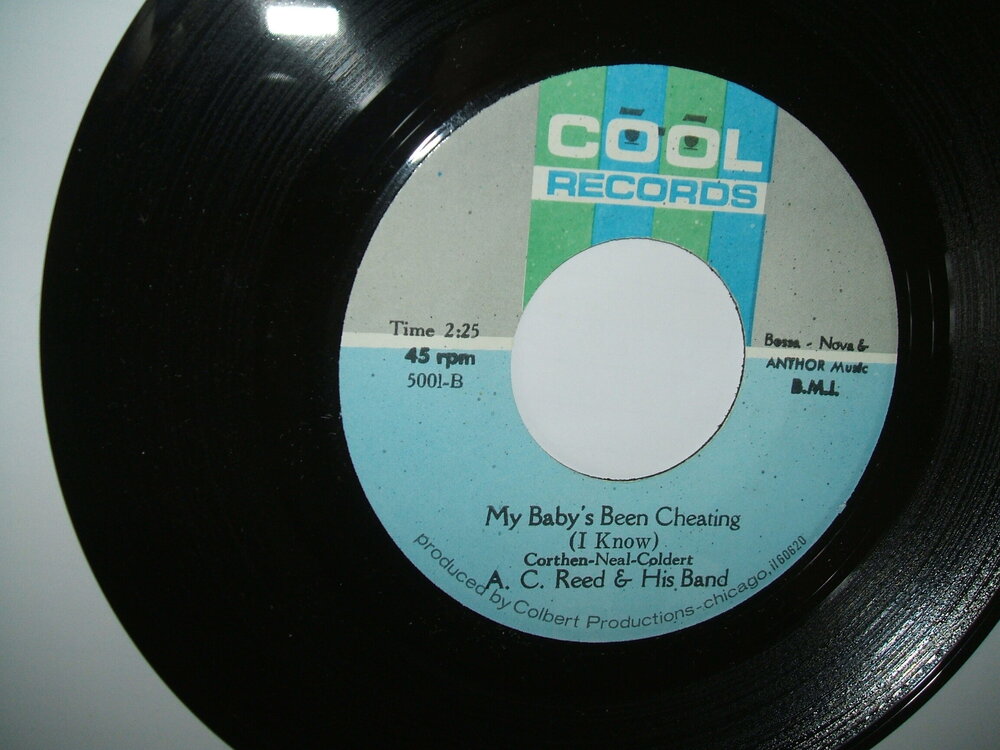 COOL
RECORDS
Time 2:25
45 rpm
5001-B
Bossa - Nova &
ANTHOR Music
B.M.I.
My Baby's Been Cheating
(I Know)
Corthen-Neal-Coldert
A. C. Reed & His Band
produced by Colbert Productions-chicago,il60620